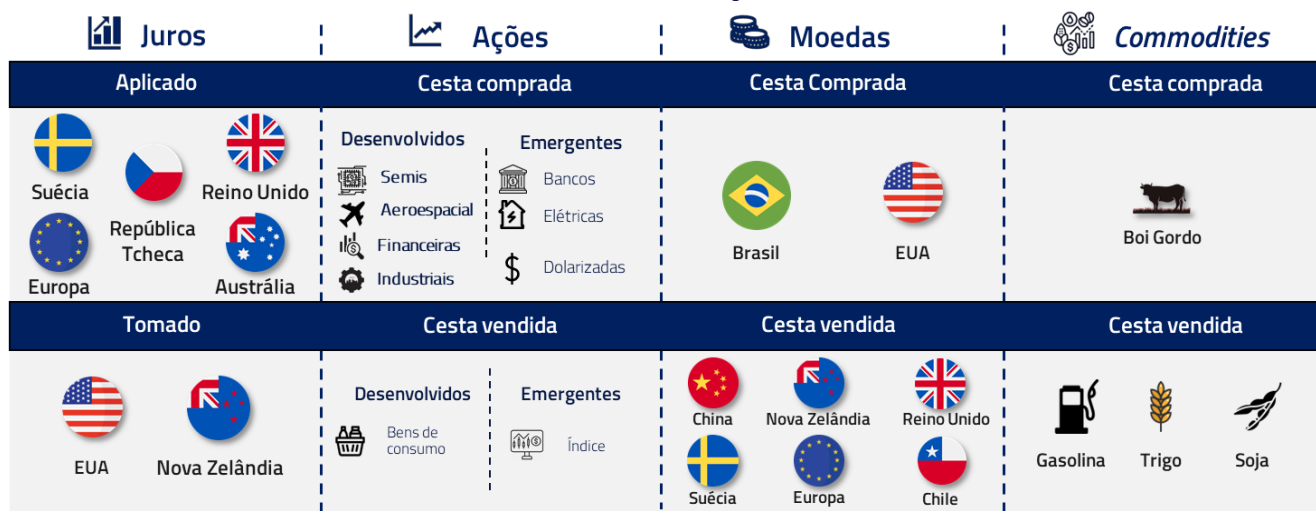 Juros
Ações
Moedas
Commodities
Aplicado
Cesta comprada
Cesta Comprada
Cesta comprada
Suécia
República
Tcheca
Reino Unido
Europa
Austrália
Desenvolvidos
Semis
Aeroespacial
Financeiras
Industriais
Emergentes
Bancos
Elétricas
Dolarizadas
Brasil
EUA
Boi Gordo
Tomado
Cesta vendida
Cesta vendida
Cesta vendida
EUA
Nova Zelândia
Desenvolvidos
Bens de
consumo
Emergentes
Índice
China
Nova Zelândia
Reino Unido
Suécia
Europa
Chile
Gasolina
Trigo
Soja